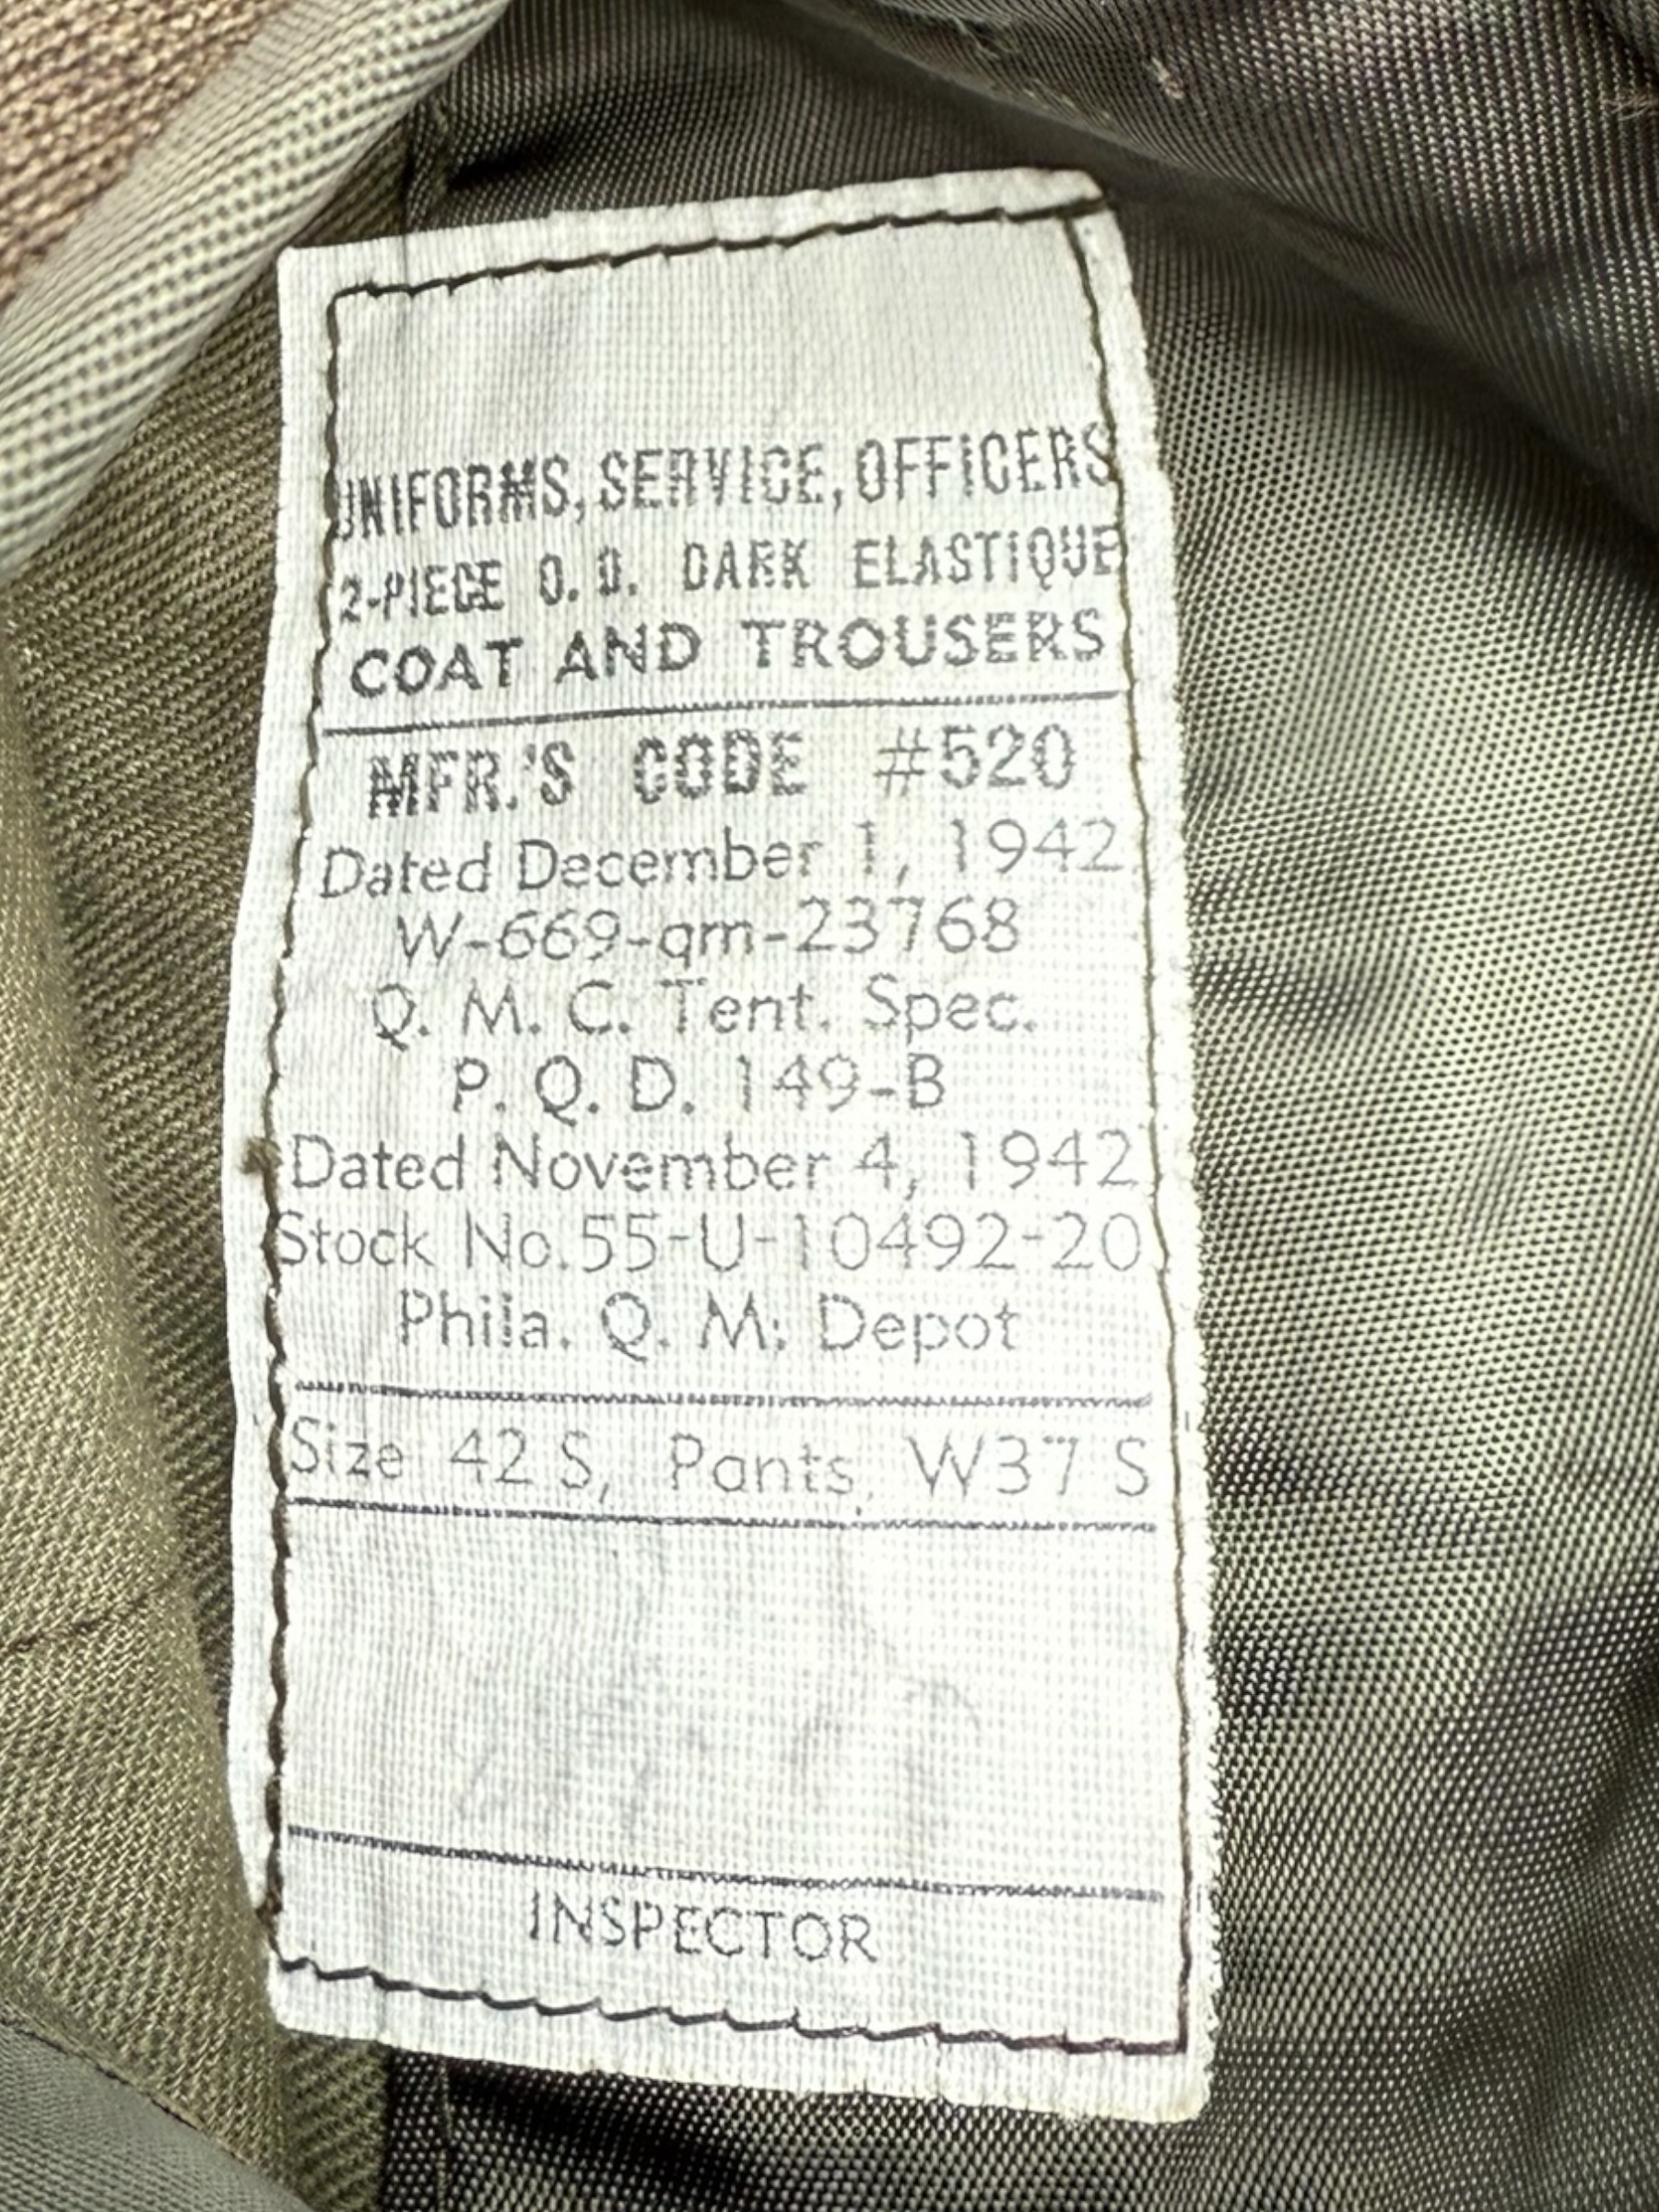 UNIFORMS, SERVICE, OFFICERS
2-PIECE O. D. DARK ELASTIQUE
COAT AND TROUSERS
MFR.'S CODE #520
Dated December 1, 1942
W-669-qm-23768
Q. M. C. Tent. Spec.
P. Q. D. 149-B
Dated November 4, 1942
Stock No. 55-U-10492-20
Phila. Q. M. Depot
Size 42 S, Pants, W37 S
INSPECTOR